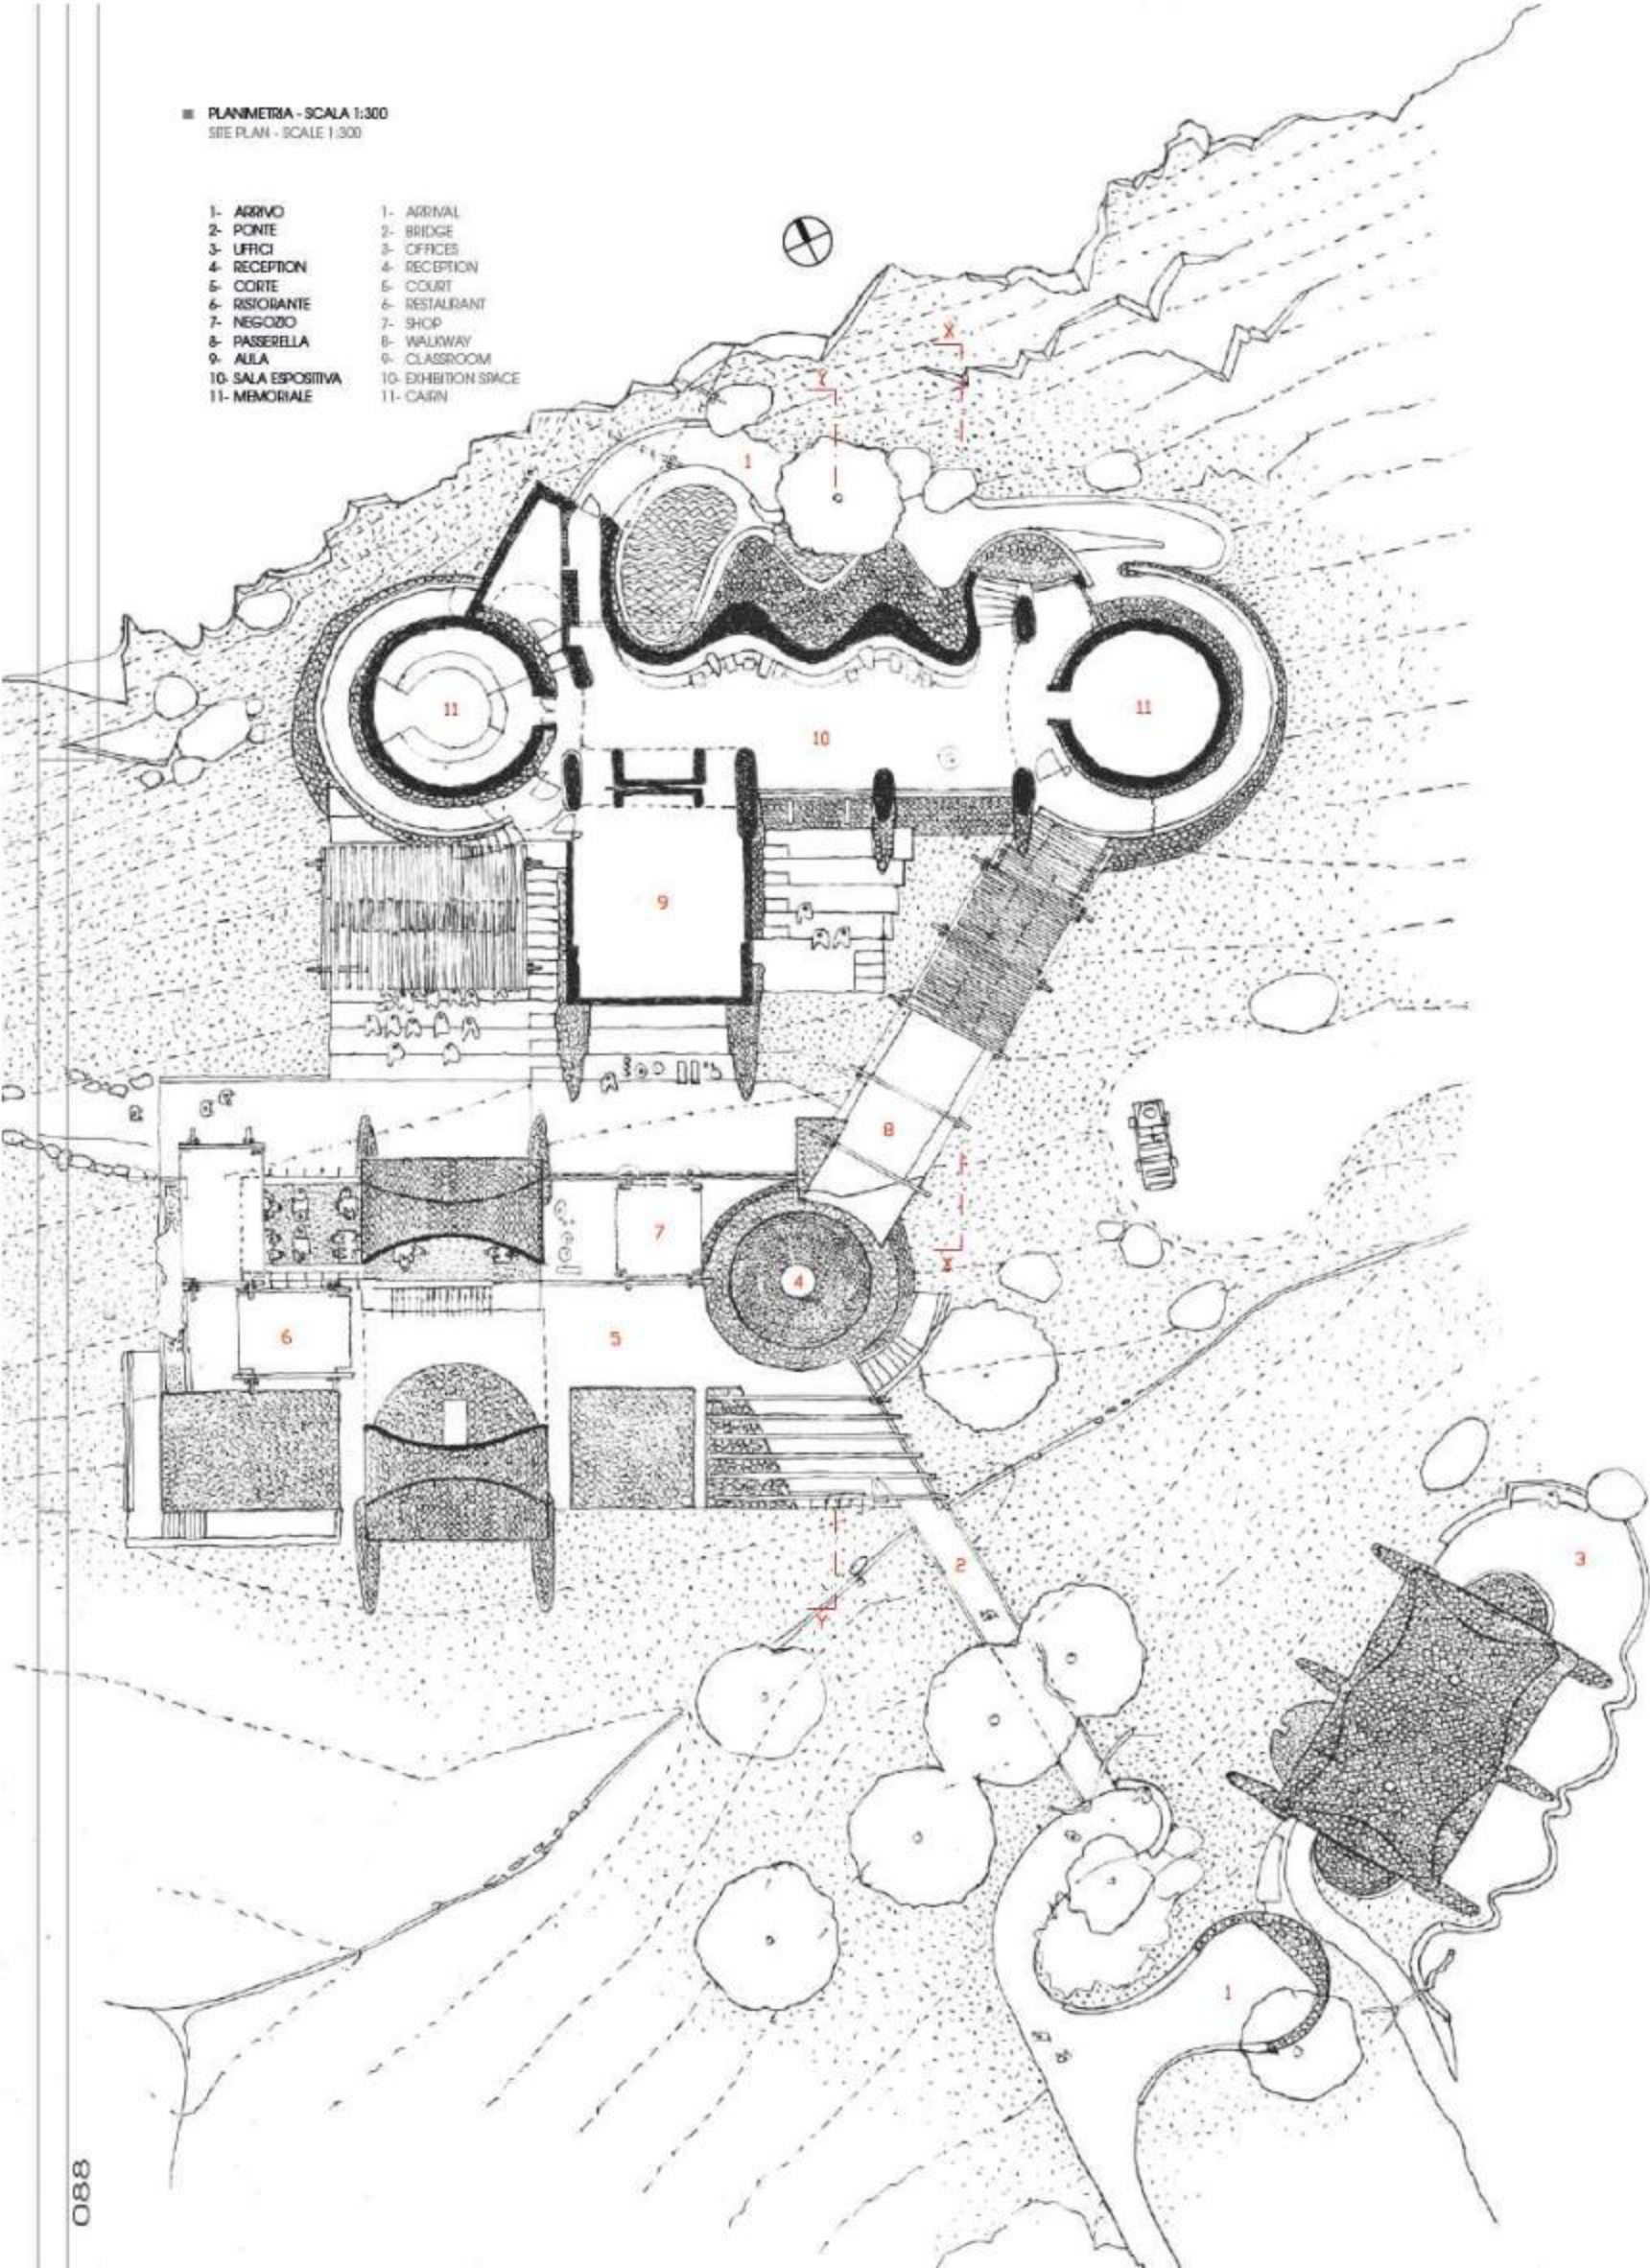 PLANIMETRIA - SCALA 1:300
SITE PLAN - SCALE 1:300
1- ARRIVO
2- PONTE
3- UFFICI
4- RECEPTION
5- CORTE
6- RISTORANTE
7- NEGOZIO
8- PASSERELLA
9- AULA
10- SALA ESPOSITIVA
11- MEMORIALE
1- ARRIVAL
2- BRIDGE
3- OFFICES
4- RECEPTION
5- COURT
6- RESTAURANT
7- SHOP
8- WALKWAY
9- CLASSROOM
10- EXHIBITION SPACE
11- CAIRN
X
Y
1
11
11
10
9
8
7
X
4
6
5
2
3
Y
1
088